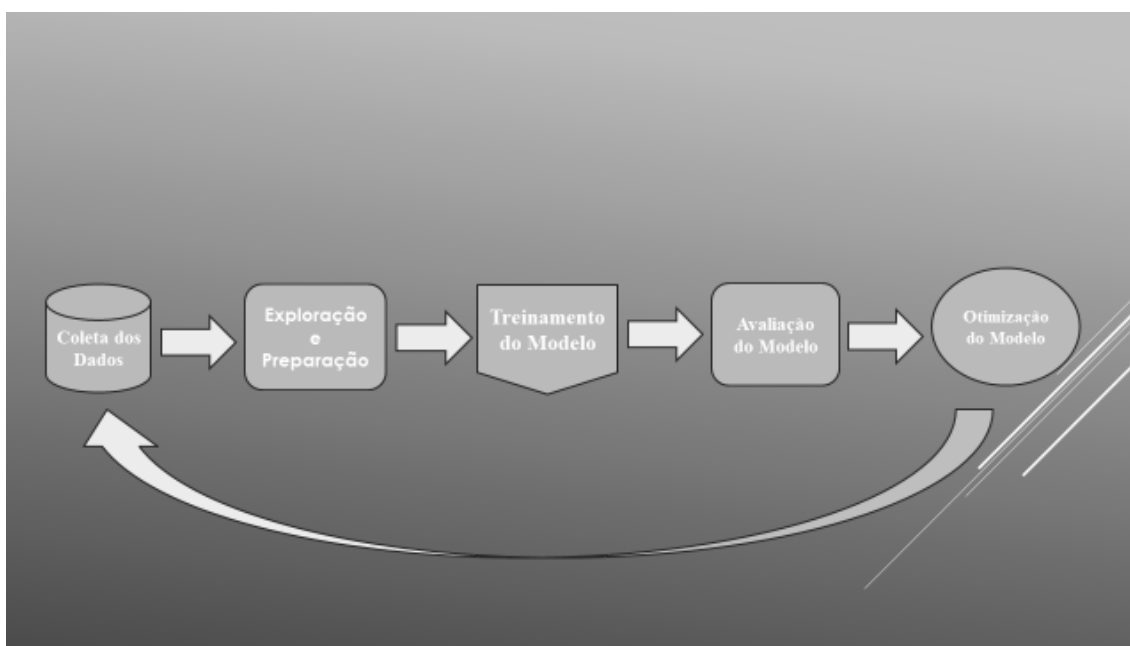 Coleta dos
Dados
Exploração
e
Preparação
Treinamento
do Modelo
Avaliação
do Modelo
Otimização
do Modelo